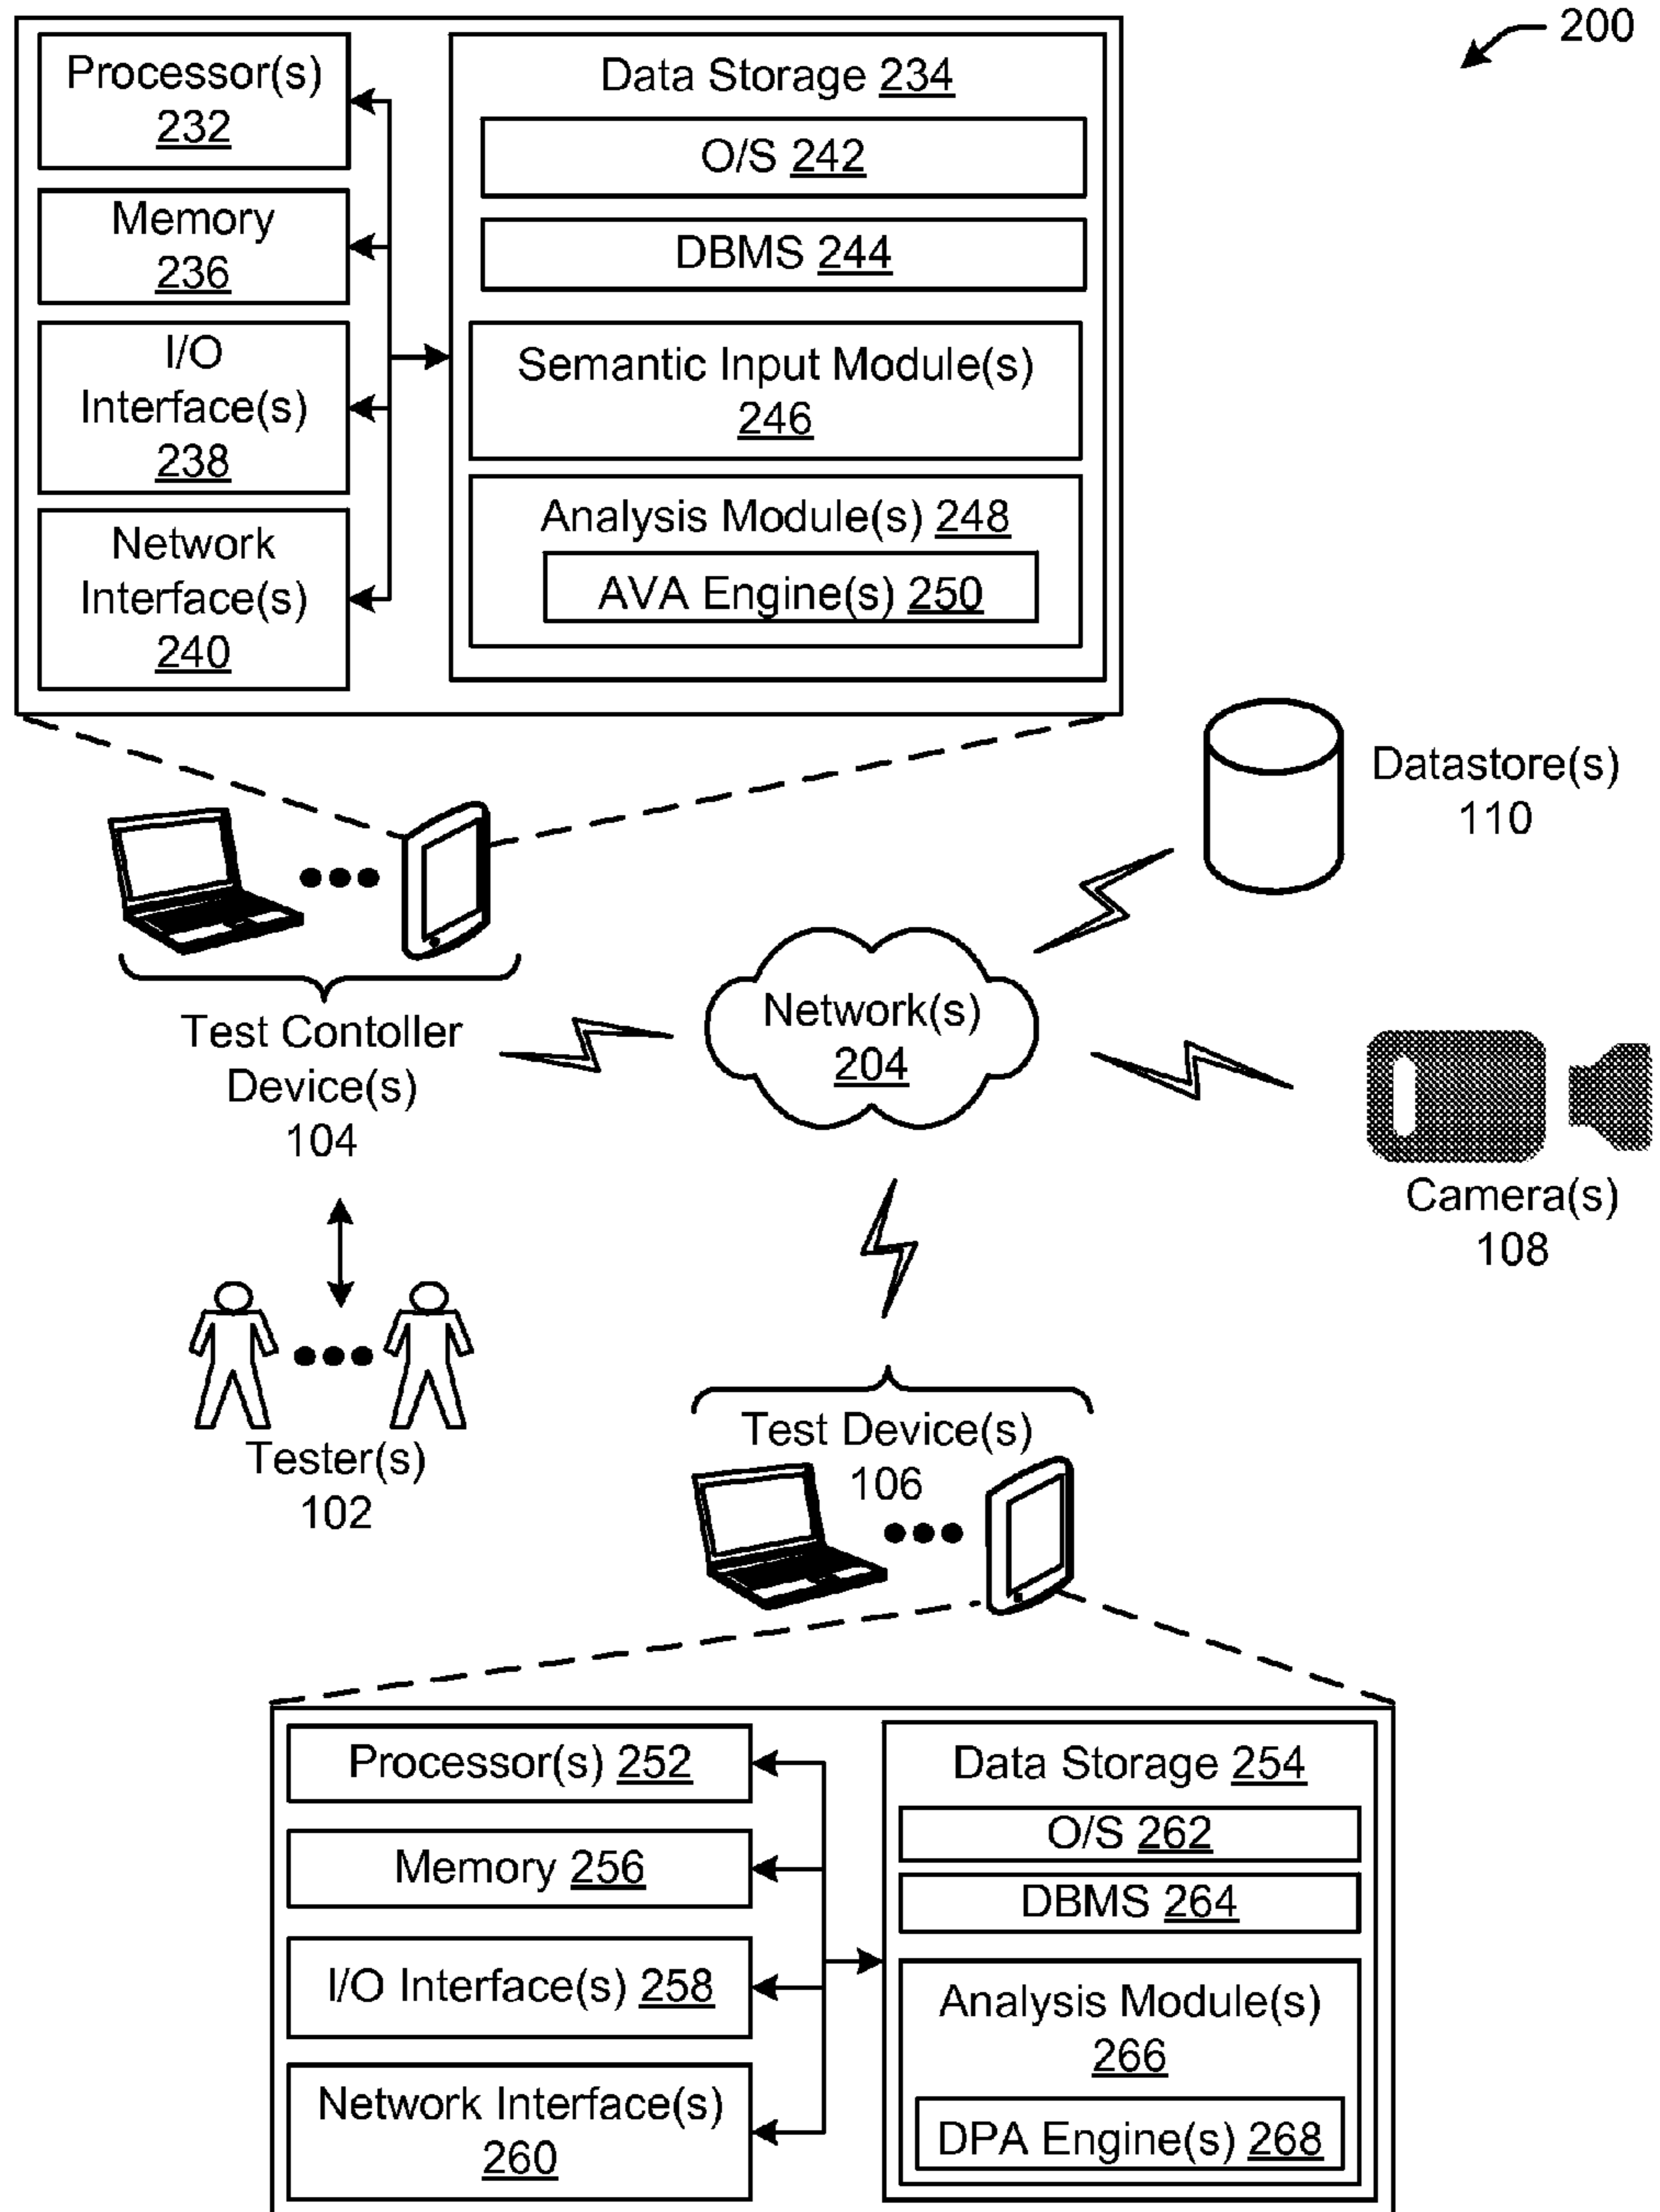 200
Processor(s)
232
Memory
236
I/O
Interface(s)
238
Network
Interface(s)
240
Data Storage 234
O/S 242
DBMS 244
Semantic Input Module(s)
246
Analysis Module(s) 248
AVA Engine(s) 250
Datastore(s)
110
Test Contoller
Device(s)
104
Network(s)
204
Camera(s)
108
Tester(s)
102
Test Device(s)
106
Processor(s) 252
Memory 256
I/O Interface(s) 258
Network Interface(s)
260
Data Storage 254
O/S 262
DBMS 264
Analysis Module(s)
266
DPA Engine(s) 268